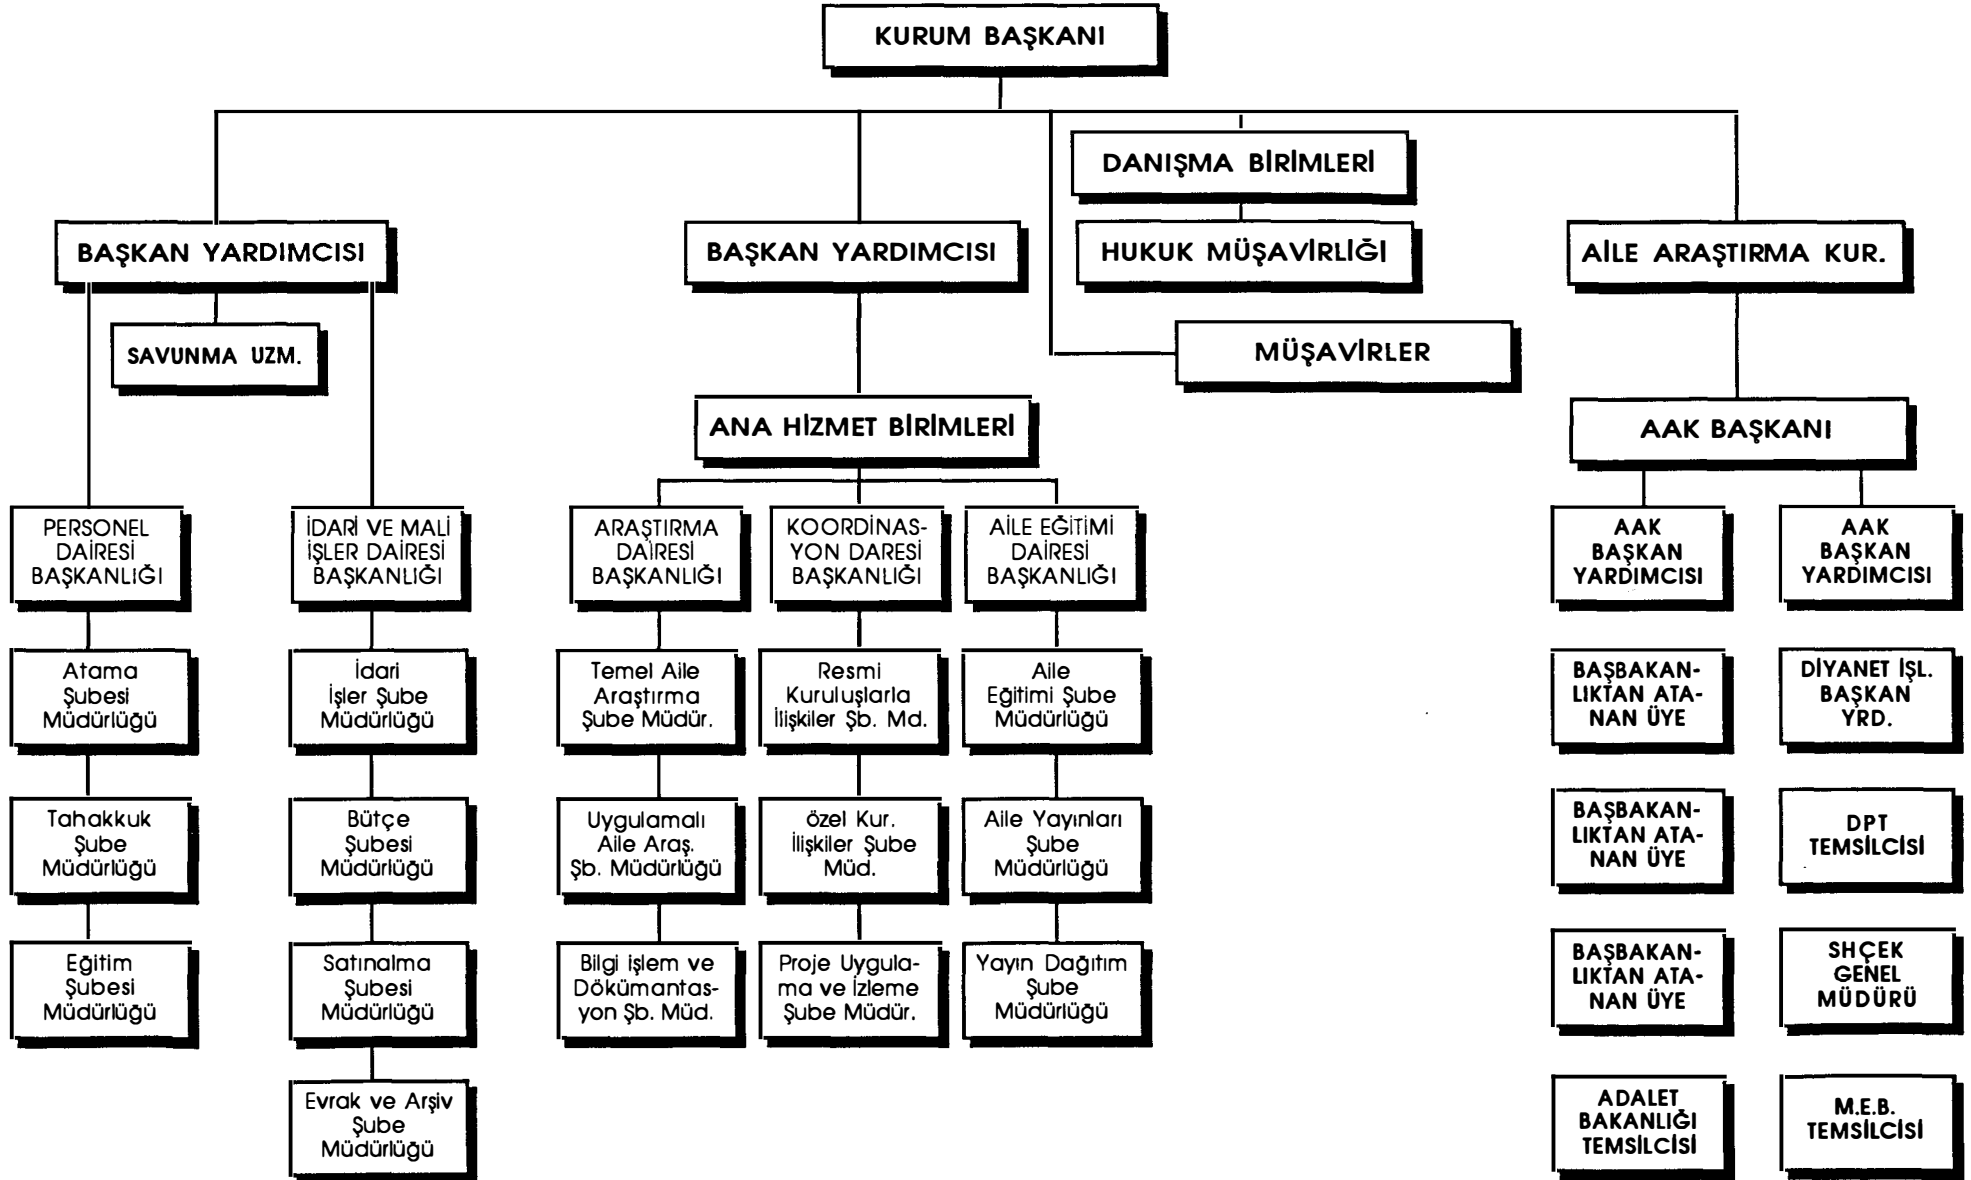 KURUM BAŞKANI
DANIŞMA BİRİMLERİ
BAŞKAN YARDIMCISI
BAŞKAN YARDIMCISI
HUKUK MÜŞAVİRLİĞİ
AİLE ARAŞTIRMA KUR.
SAVUNMA UZM.
MÜŞAVİRLER
ANA HİZMET BİRİMLERİ
AAK BAŞKANI
PERSONEL
DAİRESİ
BAŞKANLIĞI
İDARİ VE MALİ
İŞLER DAİRESİ
BAŞKANLIĞI
ARAŞTIRMA
DAİRESİ
BAŞKANLIĞI
KOORDİNAS-
YON DARESİ
BAŞKANLIĞI
AİLE EĞİTİMİ
DAİRESİ
BAŞKANLIĞI
AAK
BAŞKAN
YARDIMCISI
AAK
BAŞKAN
YARDIMCISI
Atama
Şubesi
Müdürlüğü
İdari
İşler Şube
Müdürlüğü
Temel Aile
Araştırma
Şube Müdür.
Resmi
Kuruluşlarla
İlişkiler Şb. Md.
Aile
Eğitimi Şube
Müdürlüğü
BAŞBAKAN-
LIKTAN ATA-
NAN ÜYE
DİYANET İŞL.
BAŞKAN
YRD.
Tahakkuk
Şube
Müdürlüğü
Bütçe
Şubesi
Müdürlüğü
Uygulamalı
Aile Araş.
Şb. Müdürlüğü
özel Kur.
İlişkiler Şube
Müd.
Aile Yayınları
Şube
Müdürlüğü
BAŞBAKAN-
LIKTAN ATA-
NAN ÜYE
DPT
TEMSİLCİSİ
Eğitim
Şubesi
Müdürlüğü
Satınalma
Şubesi
Müdürlüğü
Bilgi işlem ve
Dökümantas-
yon Şb. Müd.
Proje Uygula-
ma ve İzleme
Şube Müdür.
Yayın Dağıtım
Şube
Müdürlüğü
BAŞBAKAN-
LIKTAN ATA-
NAN ÜYE
SHÇEK
GENEL
MÜDÜRÜ
Evrak ve Arşiv
Şube
Müdürlüğü
ADALET
BAKANLIĞI
TEMSİLCİSİ
M.E.B.
TEMSİLCİSİ